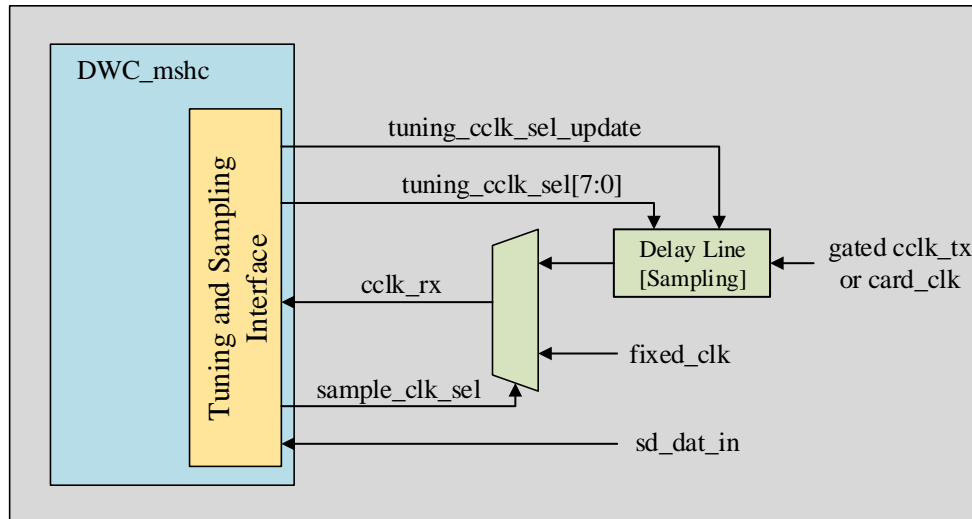 DWC_mshc
Tuning and Sampling
Interface
tuning_cclk_sel_update
tuning_cclk_sel[7:0]
Delay Line
[Sampling]
gated cclk_tx
or card_clk
cclk_rx
fixed_clk
sample_clk_sel
sd_dat_in